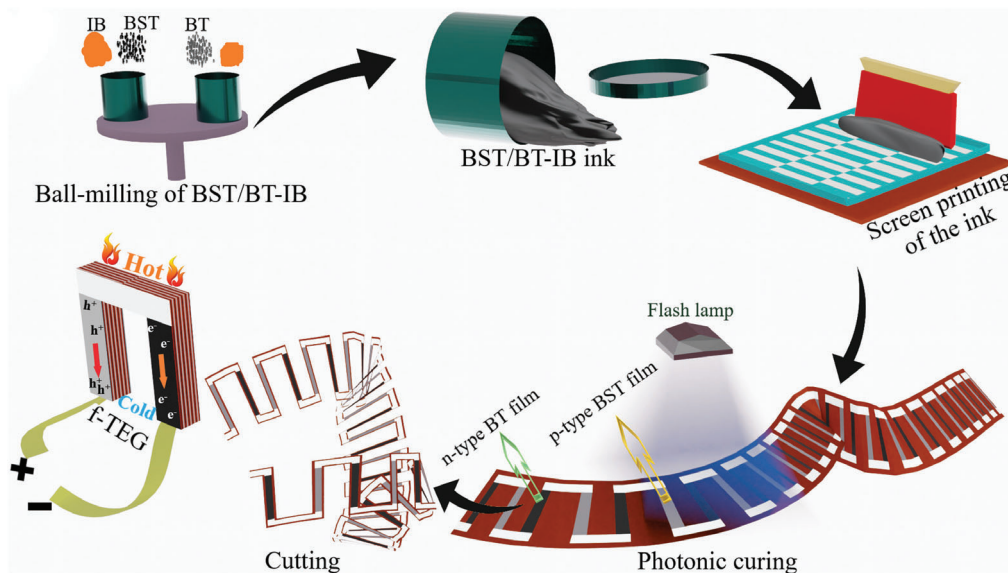 IB
BST
BT
Ball-milling of BST/BT-IB
BST/BT-IB ink
Screen printing
of the ink
Hot
h⁺
h⁺
h⁺
h⁺
e⁻
e⁻
e⁻
e⁻
Cold
f-TEG
+
−
Flash lamp
n-type BT film
p-type BST film
Cutting
Photonic curing